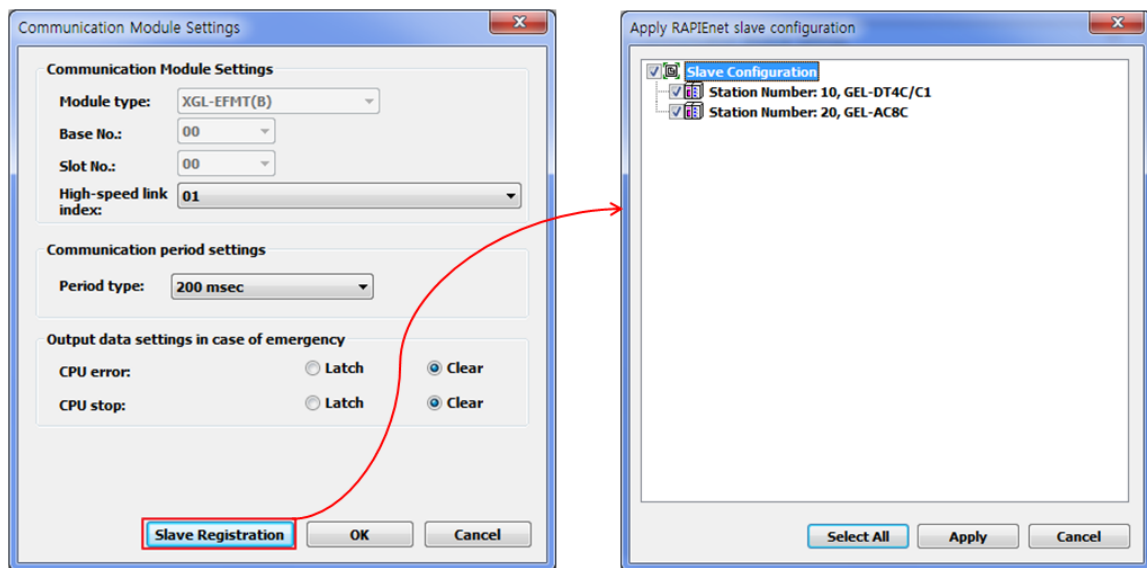 Communication Module Settings
Communication Module Settings
Module type: XGL-EFMT(B)
Base No.: 00
Slot No.: 00
High-speed link index: 01
Communication period settings
Period type: 200 msec
Output data settings in case of emergency
CPU error: Latch Clear
CPU stop: Latch Clear
Slave Registration OK Cancel
Apply RAPIEnet slave configuration
Slave Configuration
Station Number: 10, GEL-DT4C/C1
Station Number: 20, GEL-AC8C
Select All Apply Cancel